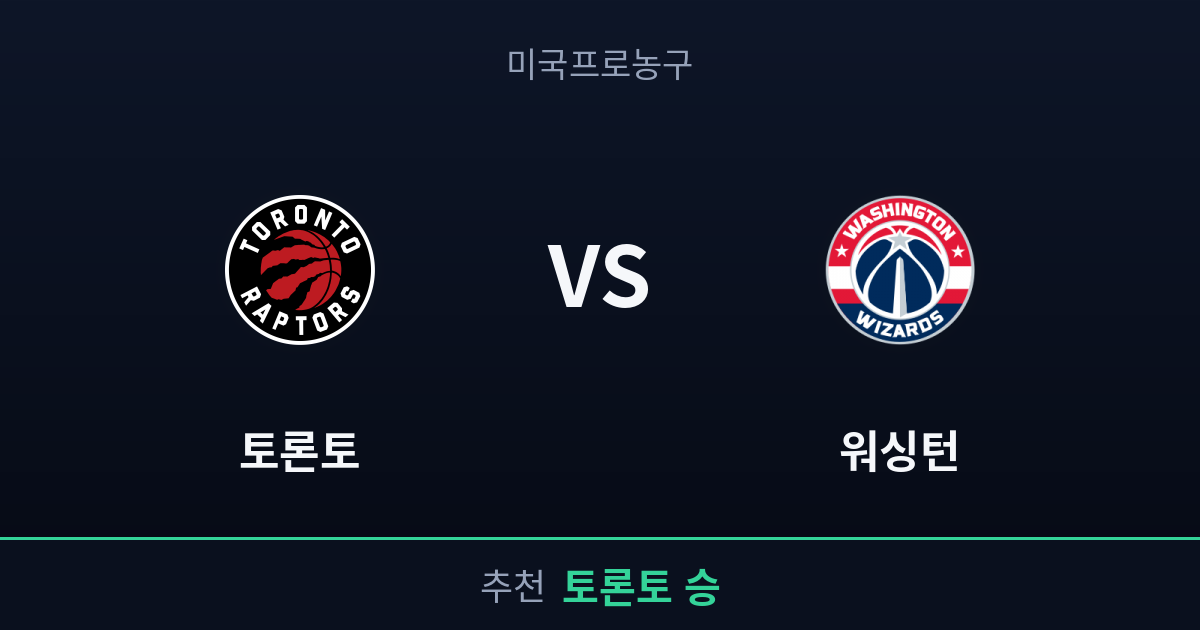 미국프로농구
TORONTO
RAPTORS
VS
WASHINGTON
WIZARDS
토론토
워싱턴
추천 토론토 승